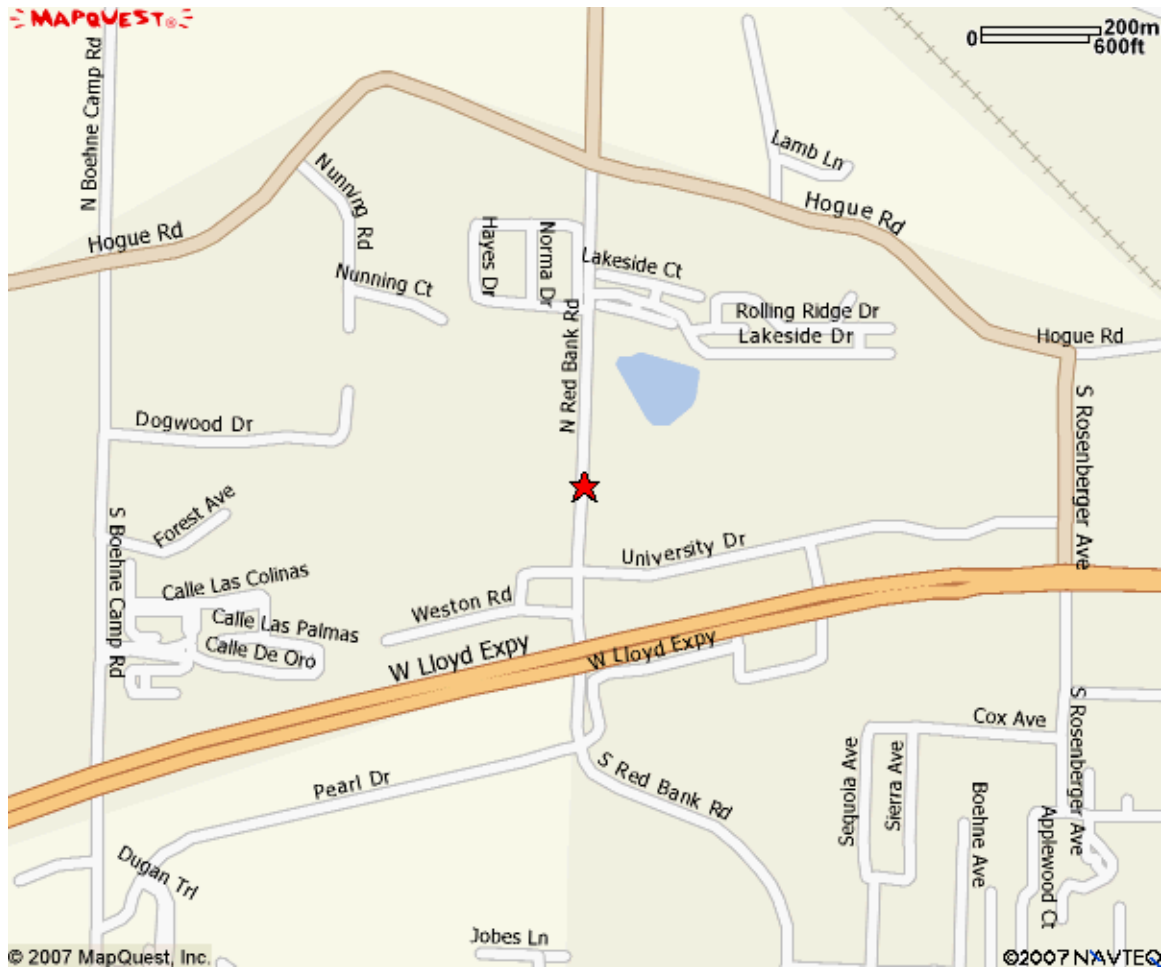 MAPQUEST®
0 200m
600ft
N Boehne Camp Rd
Lamb Ln
Nunning Rd
Hogue Rd
Hogue Rd
Hayes Dr
Norma Dr
Lakeside Ct
Nunning Ct
Rolling Ridge Dr
Lakeside Dr
Hogue Rd
N Red Bank Rd
Dogwood Dr
S Rosenberger Ave
Forest Ave
S Boehne Camp Rd
University Dr
Calle Las Colinas
Weston Rd
Calle Las Palmas
Calle De Oro
W Lloyd Expy
W Lloyd Expy
S Rosenberger Ave
Cox Ave
Pearl Dr
S Red Bank Rd
Sequoia Ave
Sierra Ave
Boehne Ave
Applewood Ct
Dugan Trl
Jobes Ln
© 2007 MapQuest, Inc.
©2007 NAVTEQ